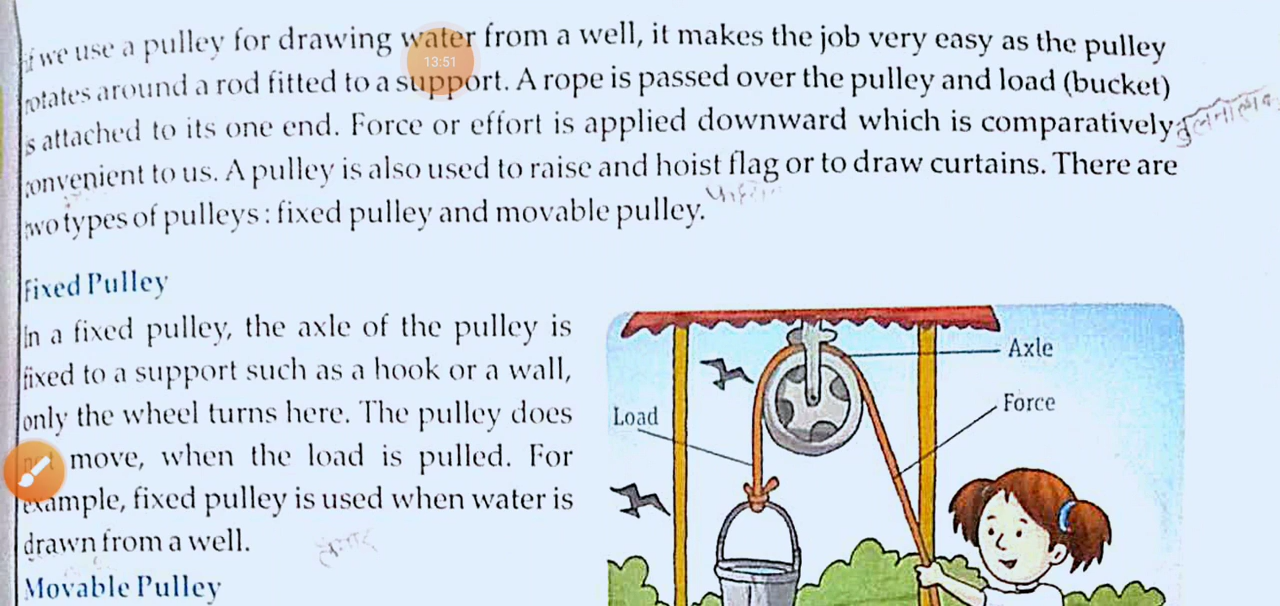 if we use a pulley for drawing water from a well, it makes the job very easy as the pulley
13:51
rotates around a rod fitted to a support. A rope is passed over the pulley and load (bucket)
is attached to its one end. Force or effort is applied downward which is comparatively
convenient to us. A pulley is also used to raise and hoist flag or to draw curtains. There are
two types of pulleys : fixed pulley and movable pulley.
Fixed Pulley
In a fixed pulley, the axle of the pulley is
fixed to a support such as a hook or a wall,
only the wheel turns here. The pulley does
move, when the load is pulled. For
example, fixed pulley is used when water is
drawn from a well.
Axle
Force
Load
Movable Pulley